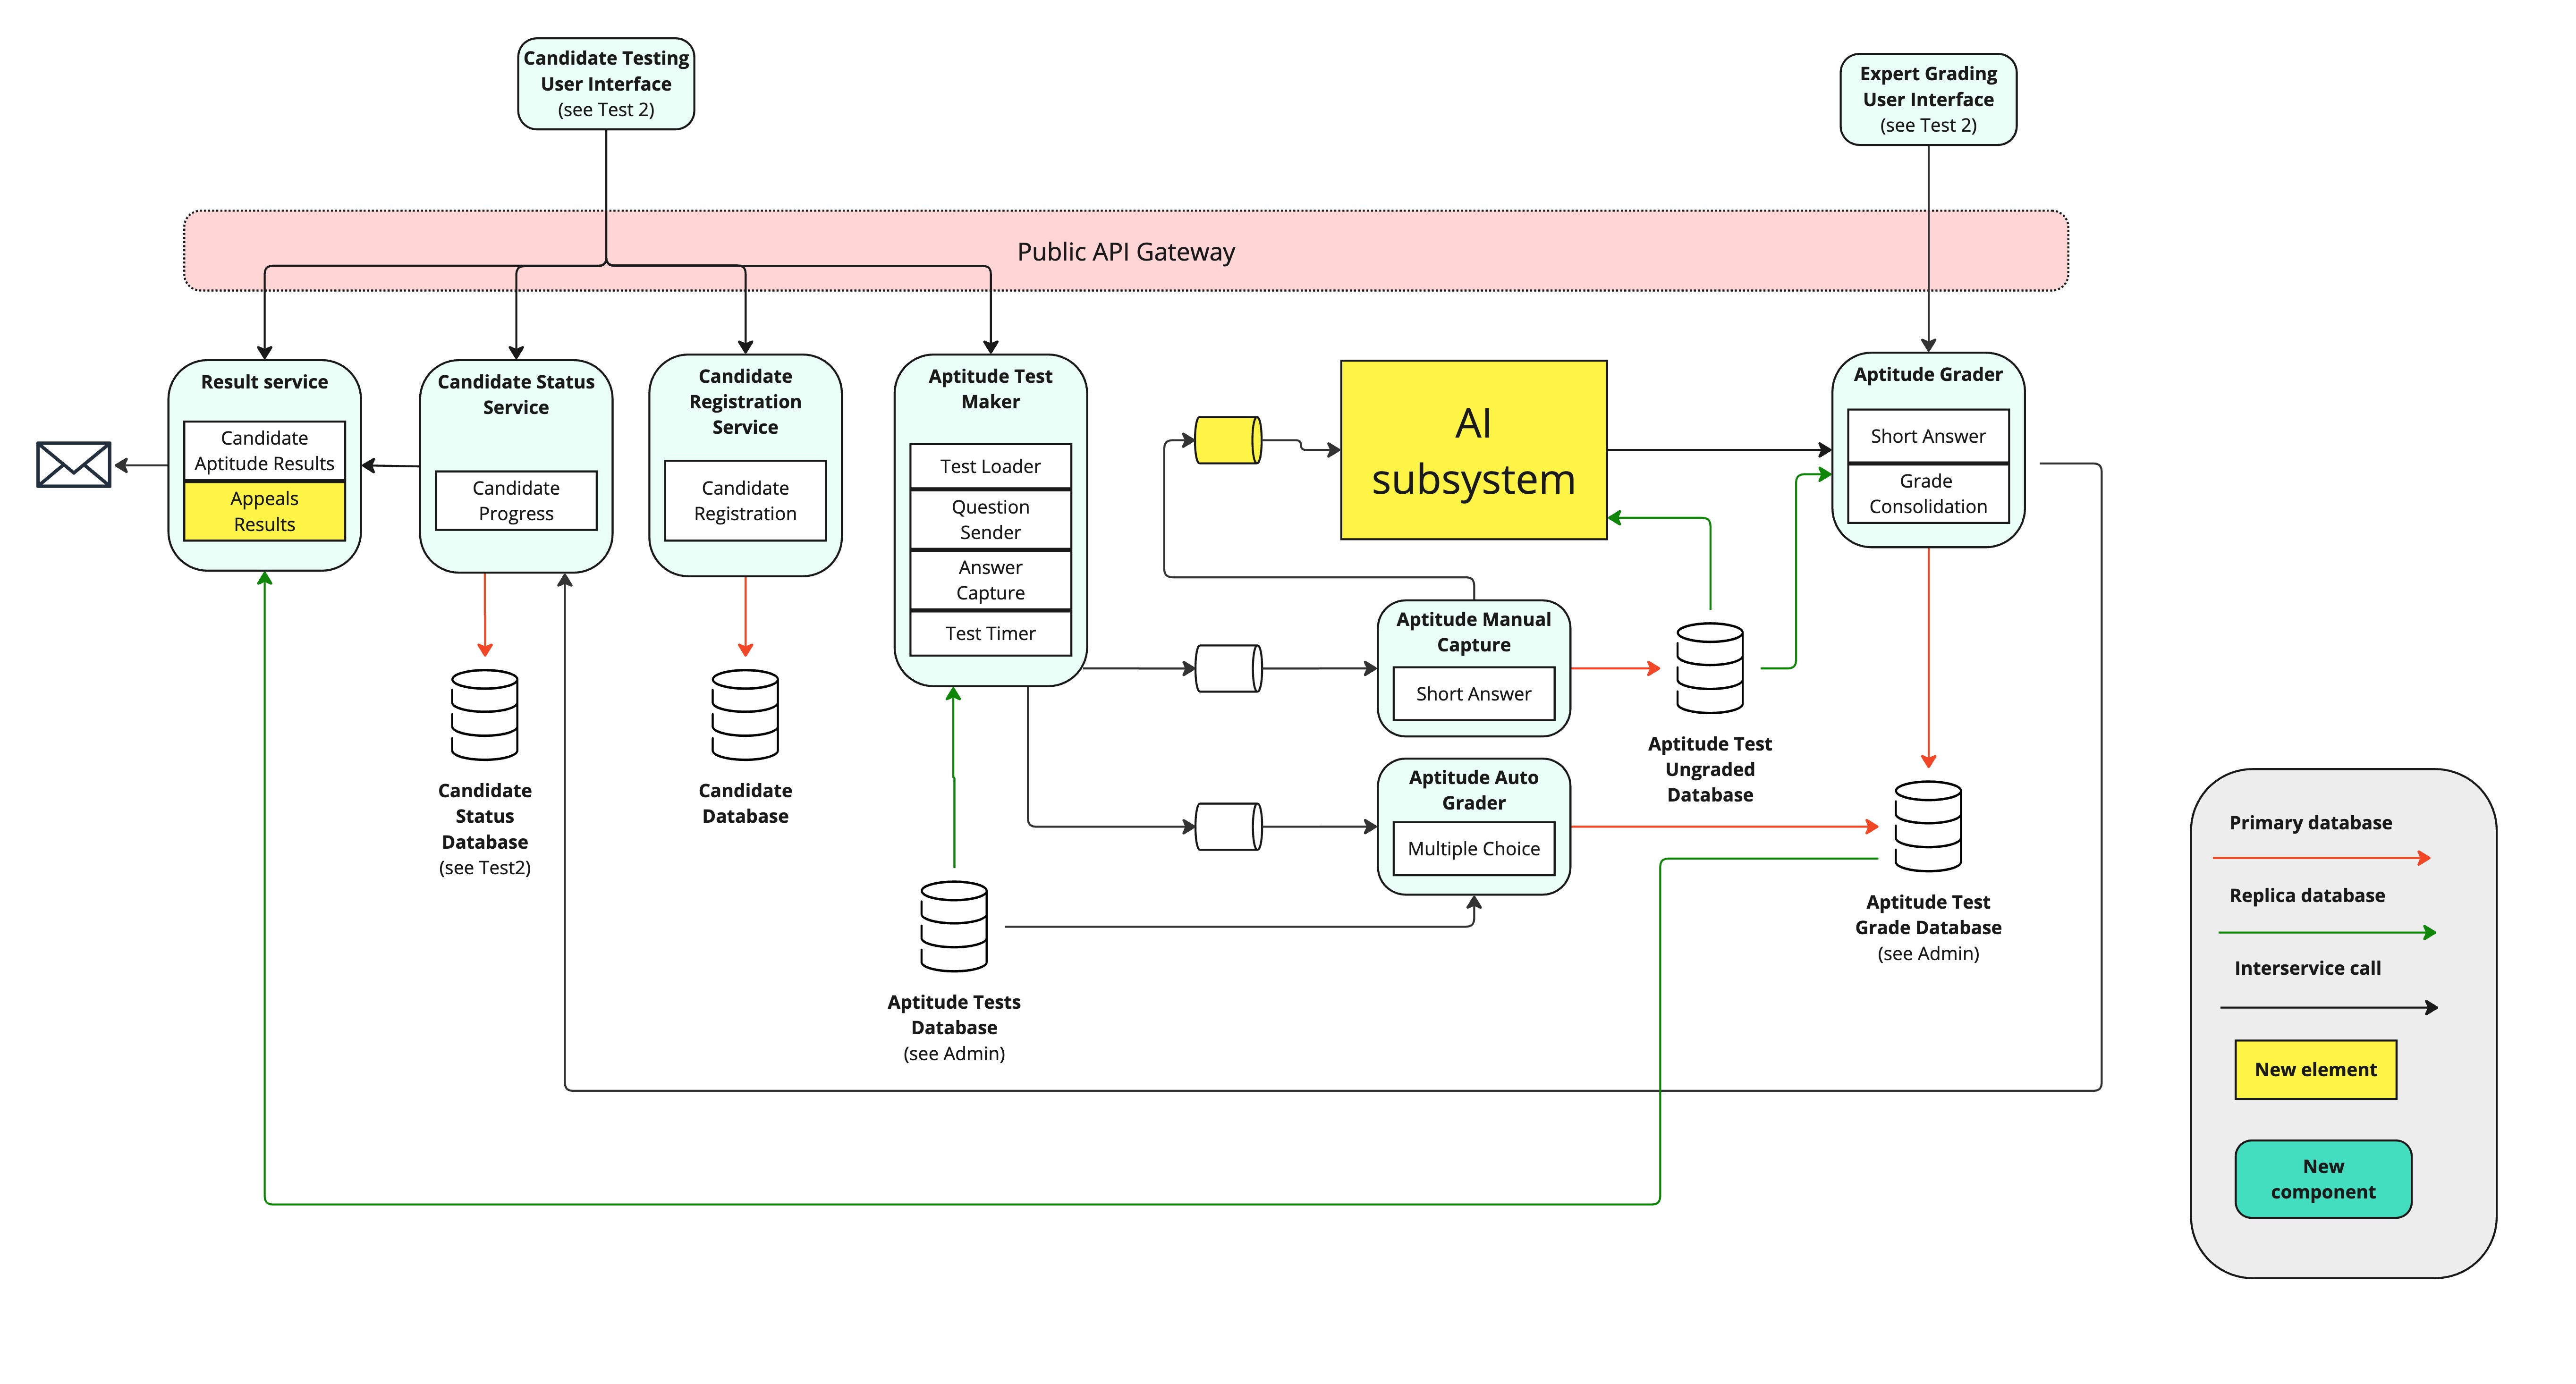 Candidate Testing
User Interface
(see Test 2)
Expert Grading
User Interface
(see Test 2)
Public API Gateway
Result service
Candidate
Aptitude Results
Appeals
Results
Candidate Status
Service
Candidate
Progress
Candidate
Registration
Service
Candidate
Registration
Aptitude Test
Maker
Test Loader
Question
Sender
Answer
Capture
Test Timer
AI
subsystem
Aptitude Grader
Short Answer
Grade
Consolidation
Aptitude Manual
Capture
Short Answer
Aptitude Auto
Grader
Multiple Choice
Aptitude Test
Ungraded
Database
Candidate
Status
Database
(see Test2)
Candidate
Database
Aptitude Tests
Database
(see Admin)
Aptitude Test
Grade Database
(see Admin)
Primary database
Replica database
Interservice call
New element
New
component